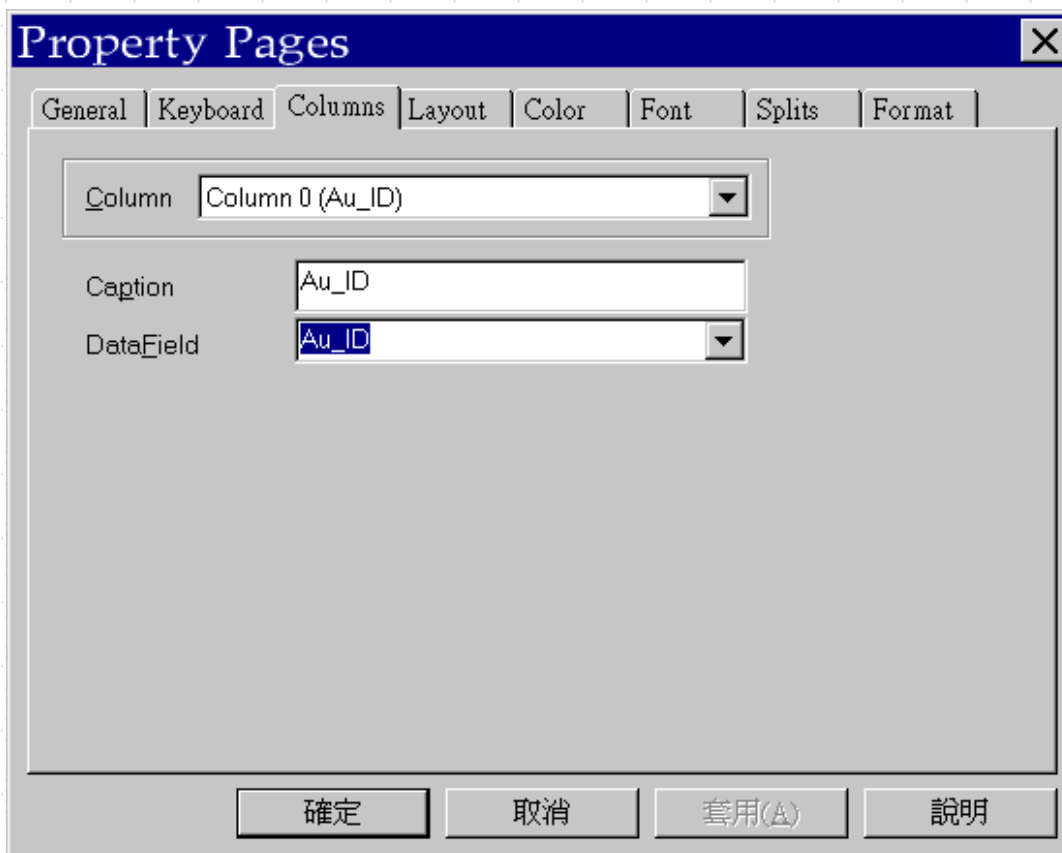 Property Pages
General Keyboard Columns Layout Color Font Splits Format
Column Column 0 (Au_ID)
Caption Au_ID
DataField Au_ID
確定 取消 套用(A) 說明